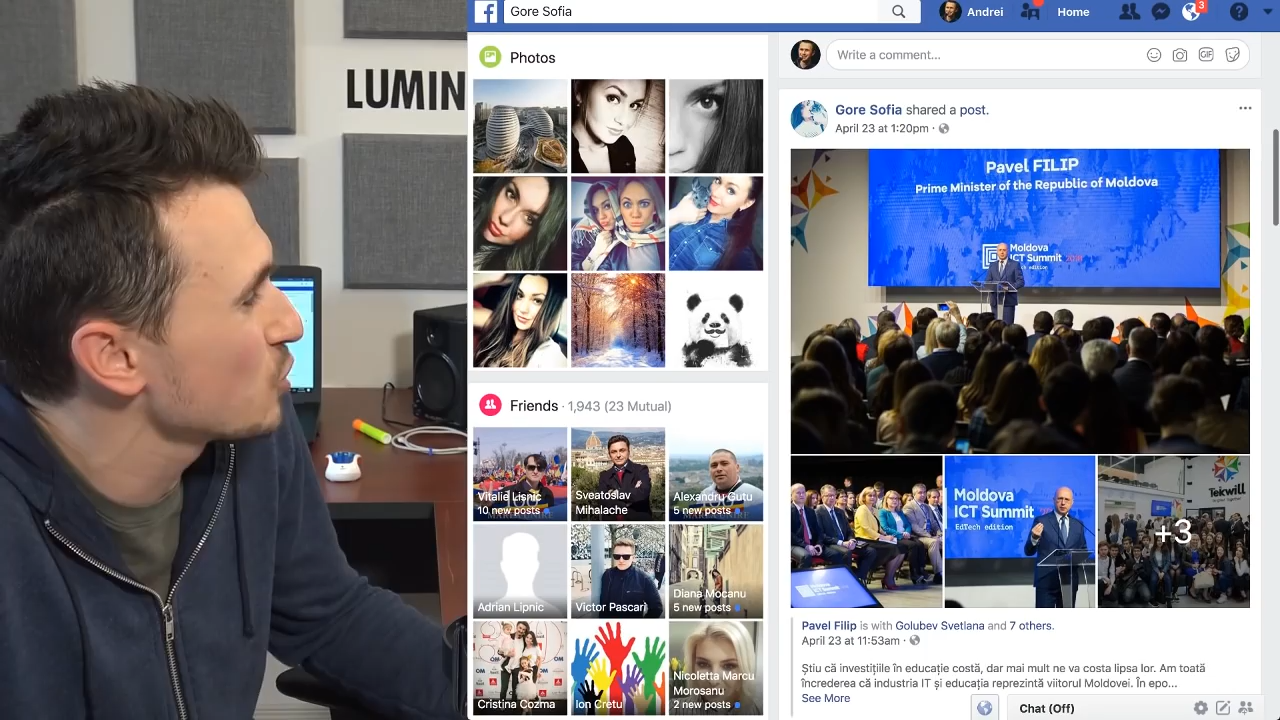 LUMIN
Gore Sofia
Andrei
Home
3
Photos
Write a comment...
GIF
Gore Sofia shared a post.
April 23 at 1:20pm
Pavel FILIP
Prime Minister of the Republic of Moldova
Moldova
ICT Summit
Friends · 1,943 (23 Mutual)
Vitalie Lisnic
10 new posts
Sveatoslav
Mihalache
Alexandru Gutu
5 new posts
Adrian Lipnic
Victor Pascari
Diana Mocanu
5 new posts
Cristina Cozma
Ion Cretu
Nicoletta Marcu
Morosanu
2 new posts
Moldova
ICT Summit
EdTech edition
Tekwill
+3
Pavel Filip is with Golubev Svetlana and 7 others.
April 23 at 11:53am
Știu că investițiile în educație costă, dar mai mult ne va costa lipsa lor. Am toată
încrederea că industria IT și educația reprezintă viitorul Moldovei. În epo...
See More
Chat (Off)